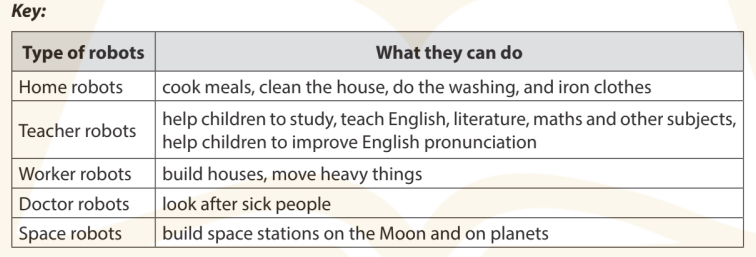 Key:
Type of robots What they can do
Home robots cook meals, clean the house, do the washing, and iron clothes
Teacher robots help children to study, teach English, literature, maths and other subjects,
help children to improve English pronunciation
Worker robots build houses, move heavy things
Doctor robots look after sick people
Space robots build space stations on the Moon and on planets